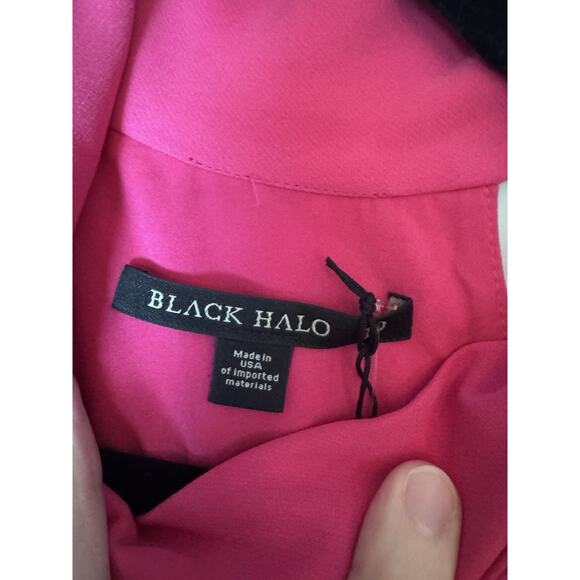 BLACK HALO
Made in
USA
of imported
materials